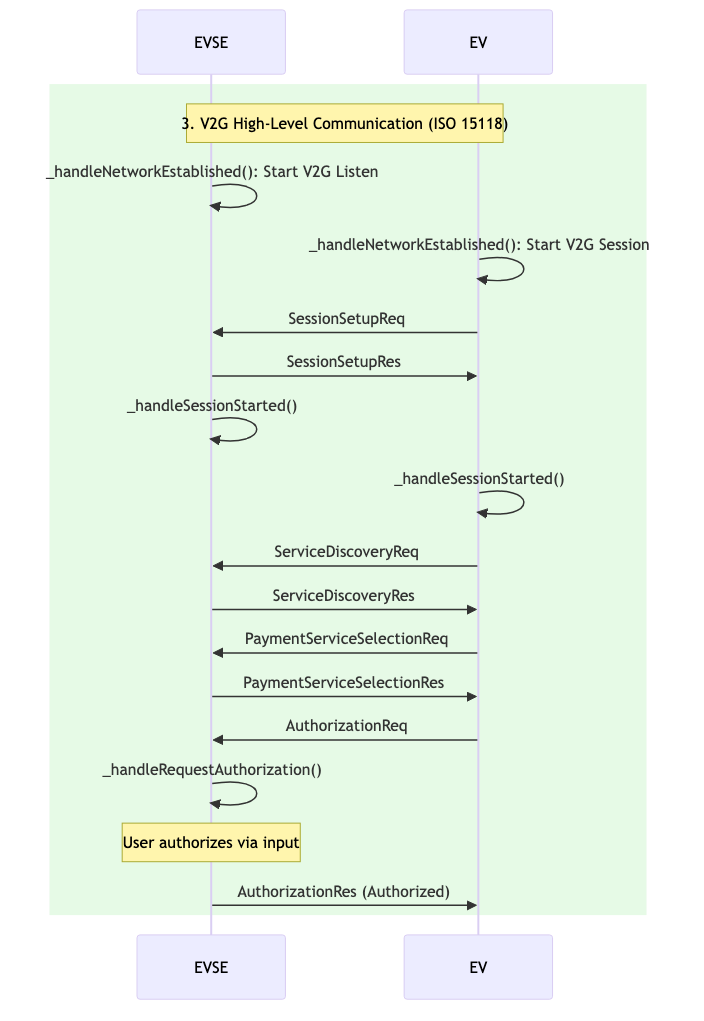 EVSE
EV
3. V2G High-Level Communication (ISO 15118)
_handleNetworkEstablished(): Start V2G Listen
_handleNetworkEstablished(): Start V2G Session
SessionSetupReq
SessionSetupRes
_handleSessionStarted()
_handleSessionStarted()
ServiceDiscoveryReq
ServiceDiscoveryRes
PaymentServiceSelectionReq
PaymentServiceSelectionRes
AuthorizationReq
_handleRequestAuthorization()
User authorizes via input
AuthorizationRes (Authorized)
EVSE
EV